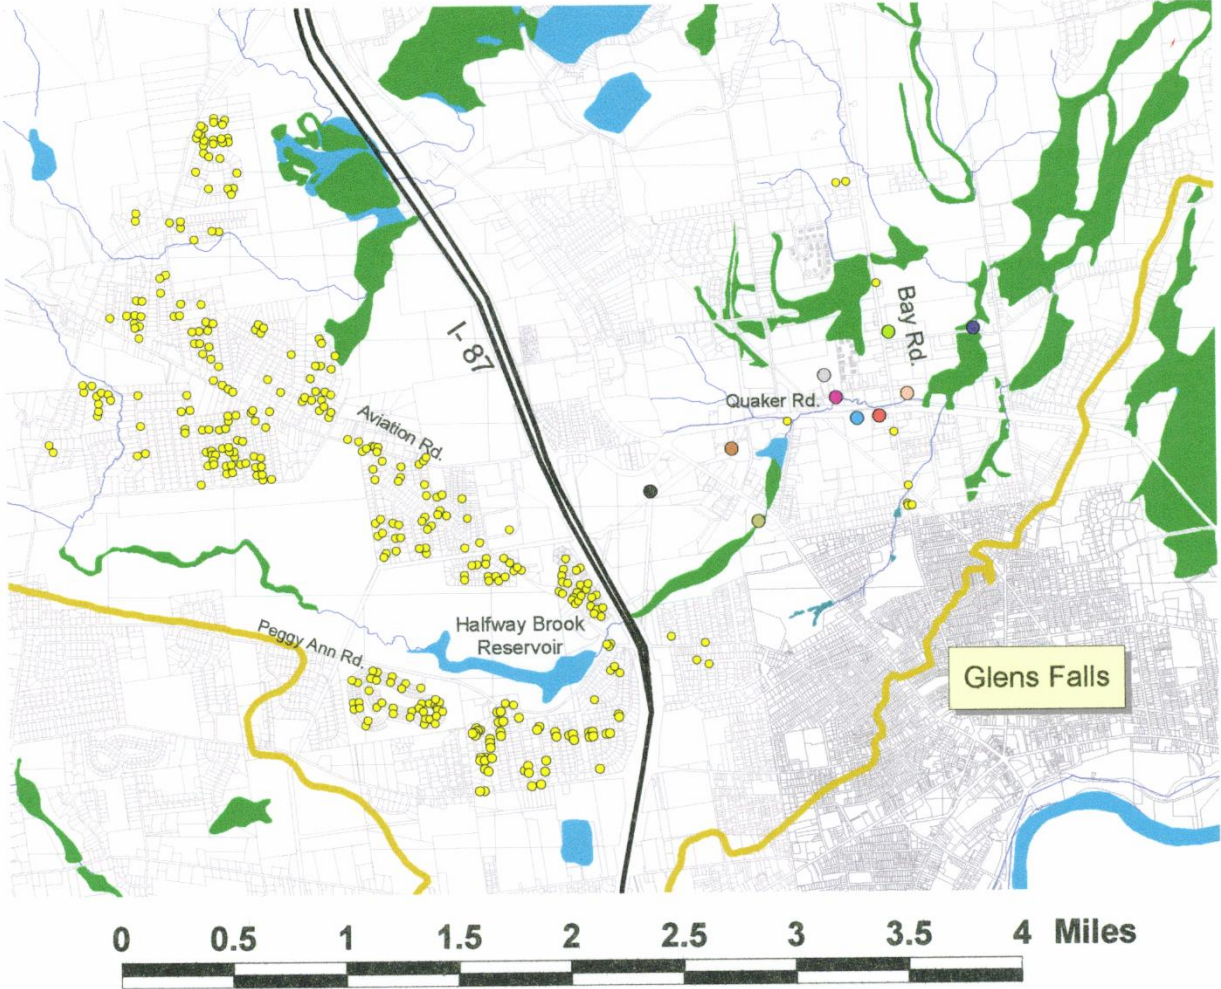 I-87
Bay Rd.
Quaker Rd.
Aviation Rd.
Halfway Brook
Reservoir
Peggy Ann Rd.
Glens Falls
0 0.5 1 1.5 2 2.5 3 3.5 4 Miles